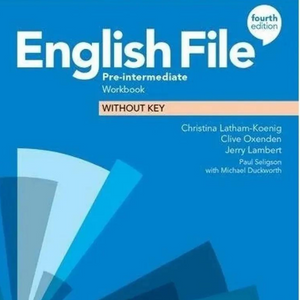 fourth
edition
English File
Pre-intermediate
Workbook
WITHOUT KEY
Christina Latham-Koenig
Clive Oxenden
Jerry Lambert
Paul Seligson
with Michael Duckworth